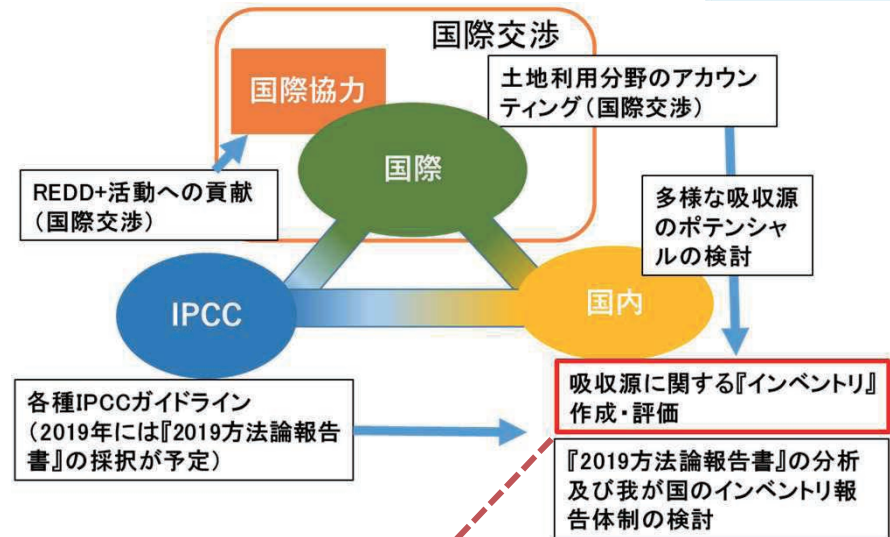 国際交渉
国際協力
土地利用分野のアカウン
ティング(国際交渉)
国際
REDD+活動への貢献
(国際交渉)
多様な吸収源
のポテンシャ
ルの検討
IPCC
国内
各種IPCCガイドライン
(2019年には『2019方法論報告
書』の採択が予定)
吸収源に関する『インベントリ』
作成・評価
『2019方法論報告書』の分析
及び我が国のインベントリ報
告体制の検討